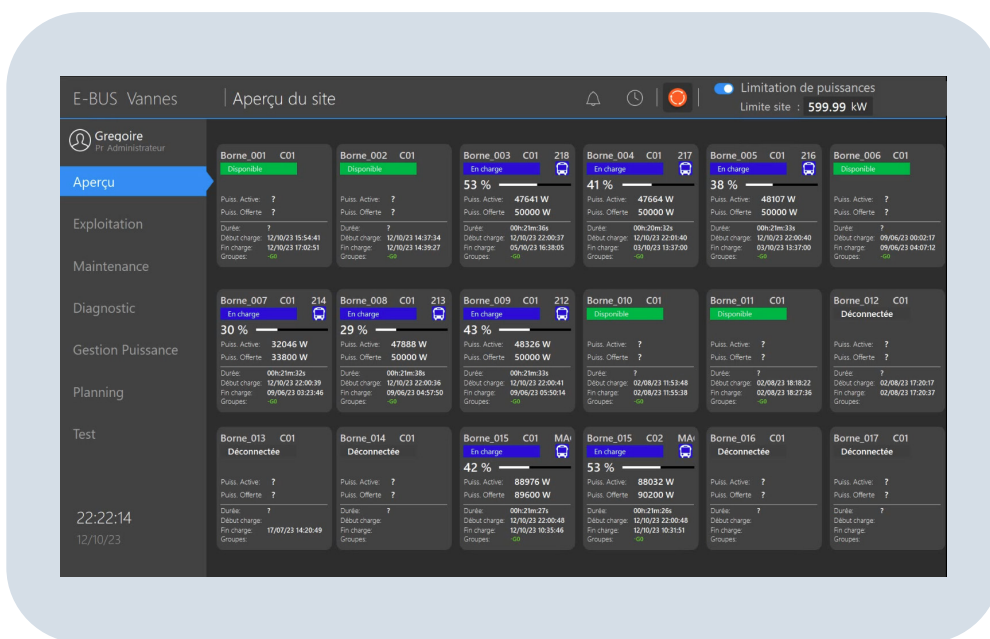 E-BUS Vannes
Aperçu du site
Limitation de puissances
Limite site : 599.99 kW
Gregoire
Pr Administrateur
Aperçu
Exploitation
Maintenance
Diagnostic
Gestion Puissance
Planning
Test
22:22:14
12/10/23
Borne_001 C01
Disponible
Puiss. Active: ?
Puiss. Offerte ?
Durée: ?
Début charge: 12/10/23 15:54:41
Fin charge: 12/10/23 17:02:51
Groupes: -G0
Borne_002 C01
Disponible
Puiss. Active: ?
Puiss. Offerte ?
Durée: ?
Début charge: 12/10/23 14:37:34
Fin charge: 12/10/23 14:39:27
Groupes: -G0
Borne_003 C01 218
En charge
53 %
Puiss. Active: 47641 W
Puiss. Offerte 50000 W
Durée: 00h:21m:36s
Début charge: 12/10/23 22:00:37
Fin charge: 05/10/23 16:38:05
Groupes: -G0
Borne_004 C01 217
En charge
41 %
Puiss. Active: 47664 W
Puiss. Offerte 50000 W
Durée: 00h:20m:32s
Début charge: 12/10/23 22:01:40
Fin charge: 03/10/23 13:37:00
Groupes: -G0
Borne_005 C01 216
En charge
38 %
Puiss. Active: 48107 W
Puiss. Offerte 50000 W
Durée: 00h:21m:33s
Début charge: 12/10/23 22:00:40
Fin charge: 03/10/23 13:37:00
Groupes: -G0
Borne_006 C01
Disponible
Puiss. Active: ?
Puiss. Offerte ?
Durée: ?
Début charge: 09/06/23 00:02:17
Fin charge: 09/06/23 04:07:12
Groupes: -G0
Borne_007 C01 214
En charge
30 %
Puiss. Active: 32046 W
Puiss. Offerte 33800 W
Durée: 00h:21m:32s
Début charge: 12/10/23 22:00:39
Fin charge: 09/06/23 03:23:46
Groupes: -G0
Borne_008 C01 213
En charge
29 %
Puiss. Active: 47888 W
Puiss. Offerte 50000 W
Durée: 00h:21m:38s
Début charge: 12/10/23 22:00:36
Fin charge: 09/06/23 04:57:50
Groupes: -G0
Borne_009 C01 212
En charge
43 %
Puiss. Active: 48326 W
Puiss. Offerte 50000 W
Durée: 00h:21m:33s
Début charge: 12/10/23 22:00:41
Fin charge: 09/06/23 05:50:14
Groupes: -G0
Borne_010 C01
Disponible
Puiss. Active: ?
Puiss. Offerte ?
Durée: ?
Début charge: 02/08/23 11:53:48
Fin charge: 02/08/23 11:55:38
Groupes: -G0
Borne_011 C01
Disponible
Puiss. Active: ?
Puiss. Offerte ?
Durée: ?
Début charge: 02/08/23 18:18:22
Fin charge: 02/08/23 18:27:36
Groupes: -G0
Borne_012 C01
Déconnectée
Puiss. Active: ?
Puiss. Offerte ?
Durée: ?
Début charge: 02/08/23 17:20:17
Fin charge: 02/08/23 17:20:37
Groupes:
Borne_013 C01
Déconnectée
Puiss. Active: ?
Puiss. Offerte ?
Durée: ?
Début charge:
Fin charge: 17/07/23 14:20:49
Groupes:
Borne_014 C01
Déconnectée
Puiss. Active: ?
Puiss. Offerte ?
Durée: ?
Début charge:
Fin charge:
Groupes:
Borne_015 C01 MA
En charge
42 %
Puiss. Active: 88976 W
Puiss. Offerte 89600 W
Durée: 00h:21m:27s
Début charge: 12/10/23 22:00:48
Fin charge: 12/10/23 10:35:46
Groupes: -G0
Borne_015 C02 MA
En charge
53 %
Puiss. Active: 88032 W
Puiss. Offerte 90200 W
Durée: 00h:21m:26s
Début charge: 12/10/23 22:00:48
Fin charge: 12/10/23 10:31:51
Groupes: -G0
Borne_016 C01
Déconnectée
Puiss. Active: ?
Puiss. Offerte ?
Durée: ?
Début charge:
Fin charge:
Groupes:
Borne_017 C01
Déconnectée
Puiss. Active: ?
Puiss. Offerte ?
Durée: ?
Début charge:
Fin charge:
Groupes: